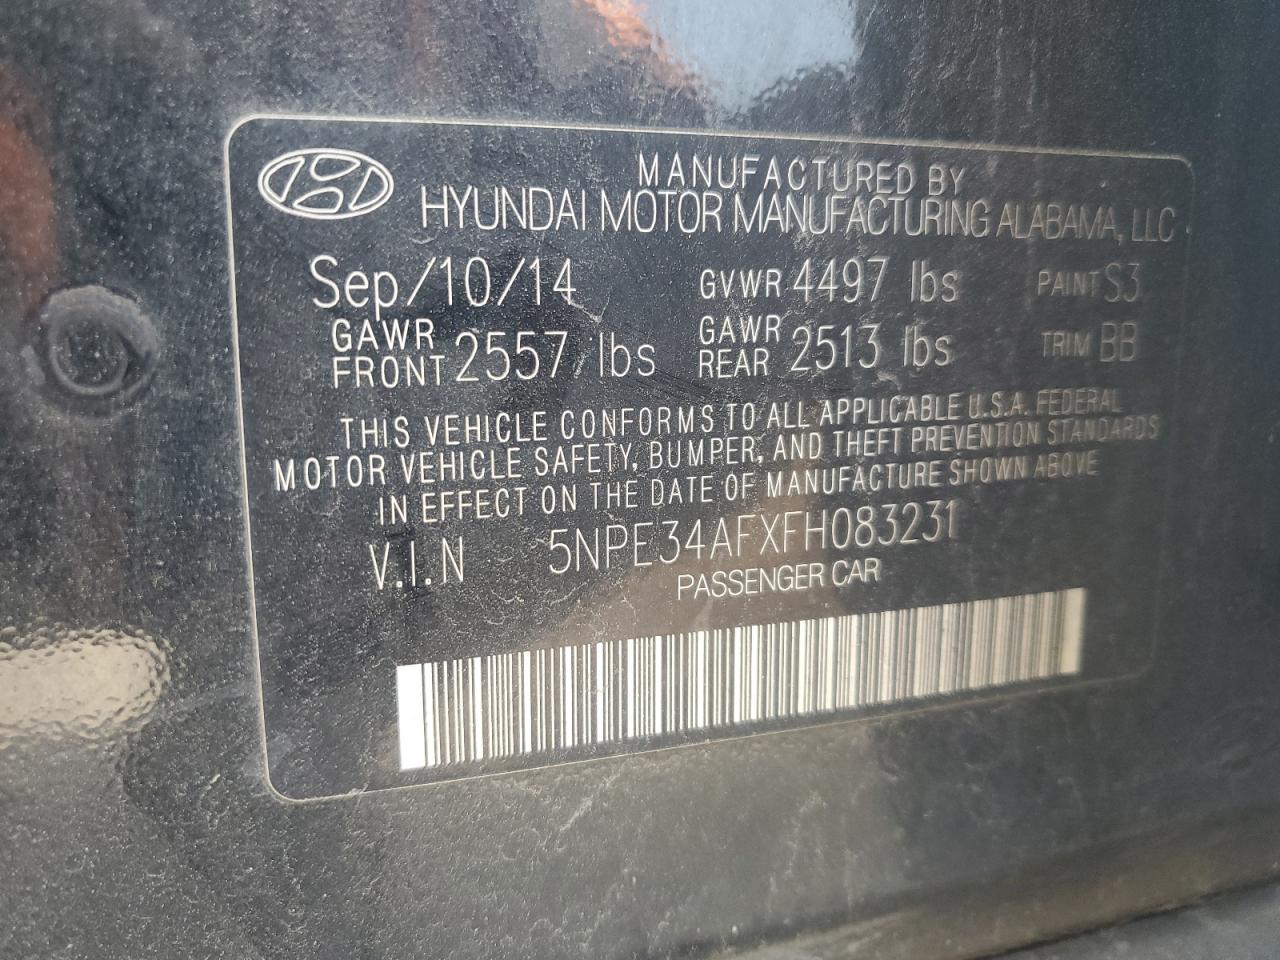 MANUFACTURED BY
HYUNDAI MOTOR MANUFACTURING ALABAMA, LLC
Sep/10/14 GVWR 4497 lbs PAINT S3
GAWR FRONT 2557 lbs GAWR REAR 2513 lbs TRIM BB
THIS VEHICLE CONFORMS TO ALL APPLICABLE U.S.A. FEDERAL
MOTOR VEHICLE SAFETY, BUMPER, AND THEFT PREVENTION STANDARDS
IN EFFECT ON THE DATE OF MANUFACTURE SHOWN ABOVE
V.I.N 5NPE34AFXFH083231
PASSENGER CAR